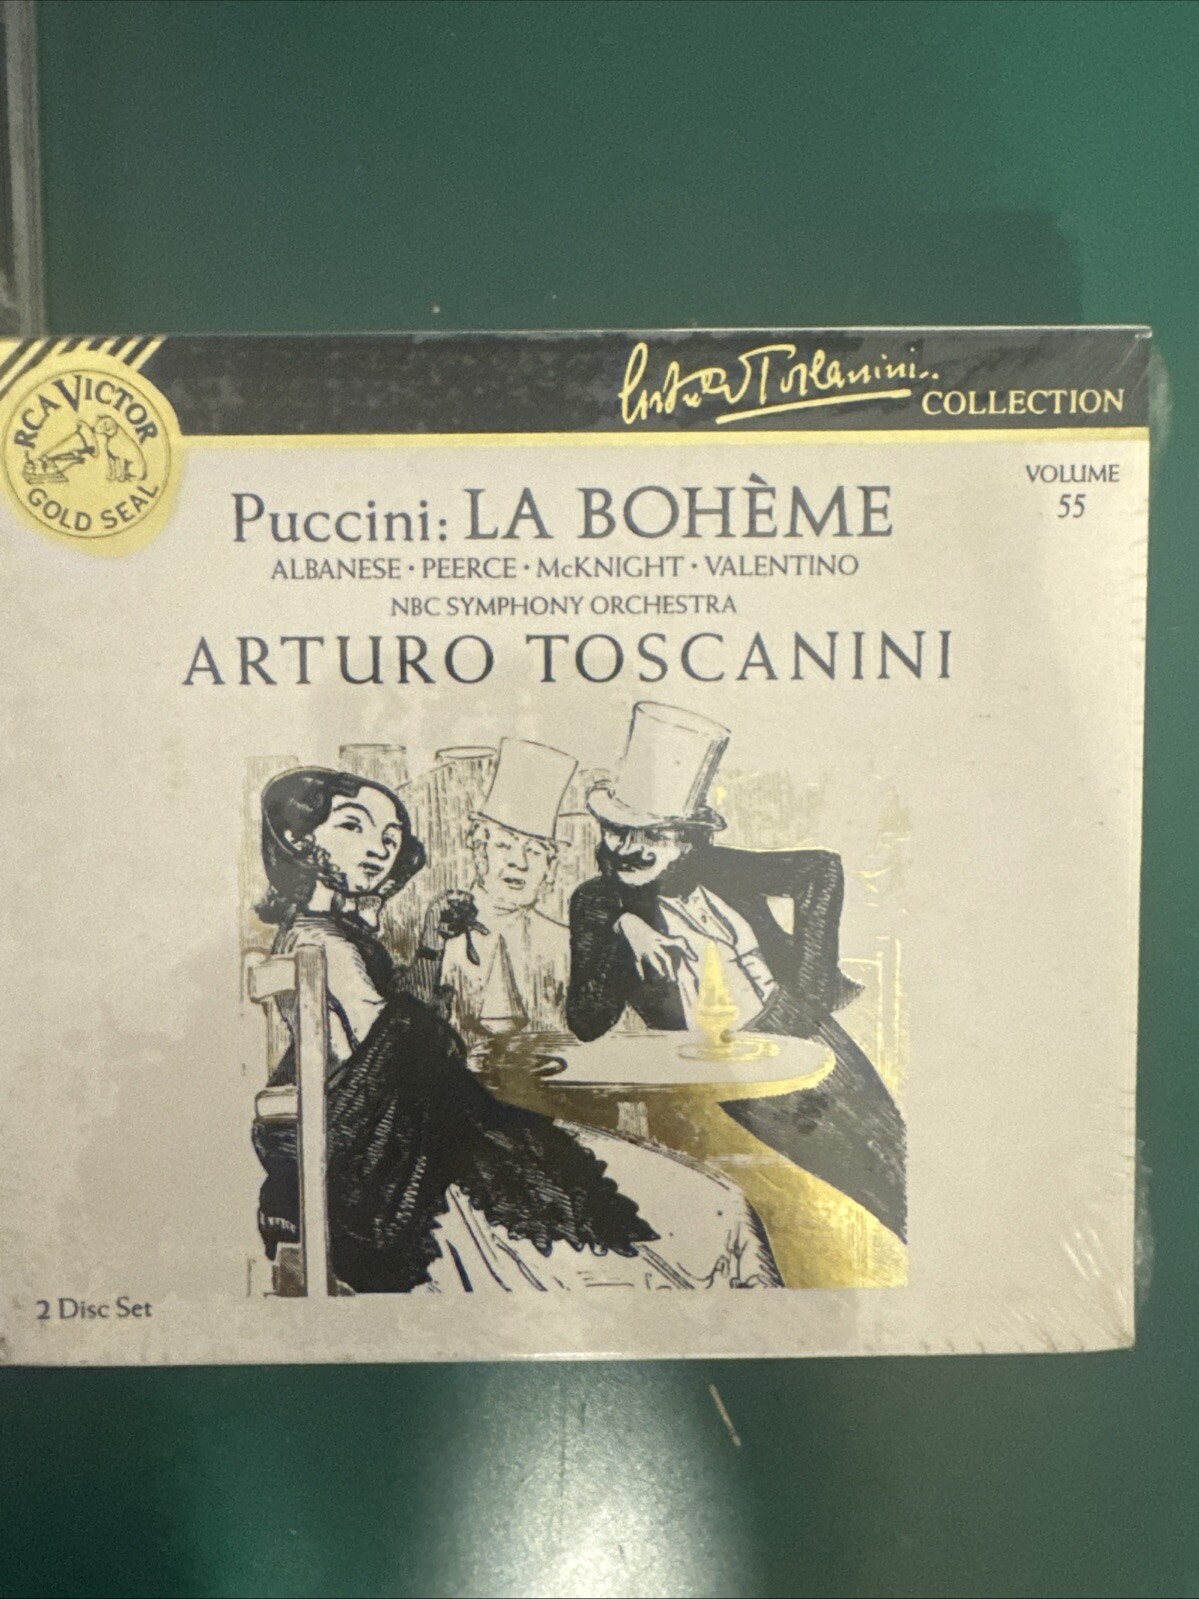 RCA VICTOR
GOLD SEAL
Arturo Toscanini
COLLECTION
VOLUME
55
Puccini: LA BOHÈME
ALBANESE · PEERCE · McKNIGHT · VALENTINO
NBC SYMPHONY ORCHESTRA
ARTURO TOSCANINI
2 Disc Set